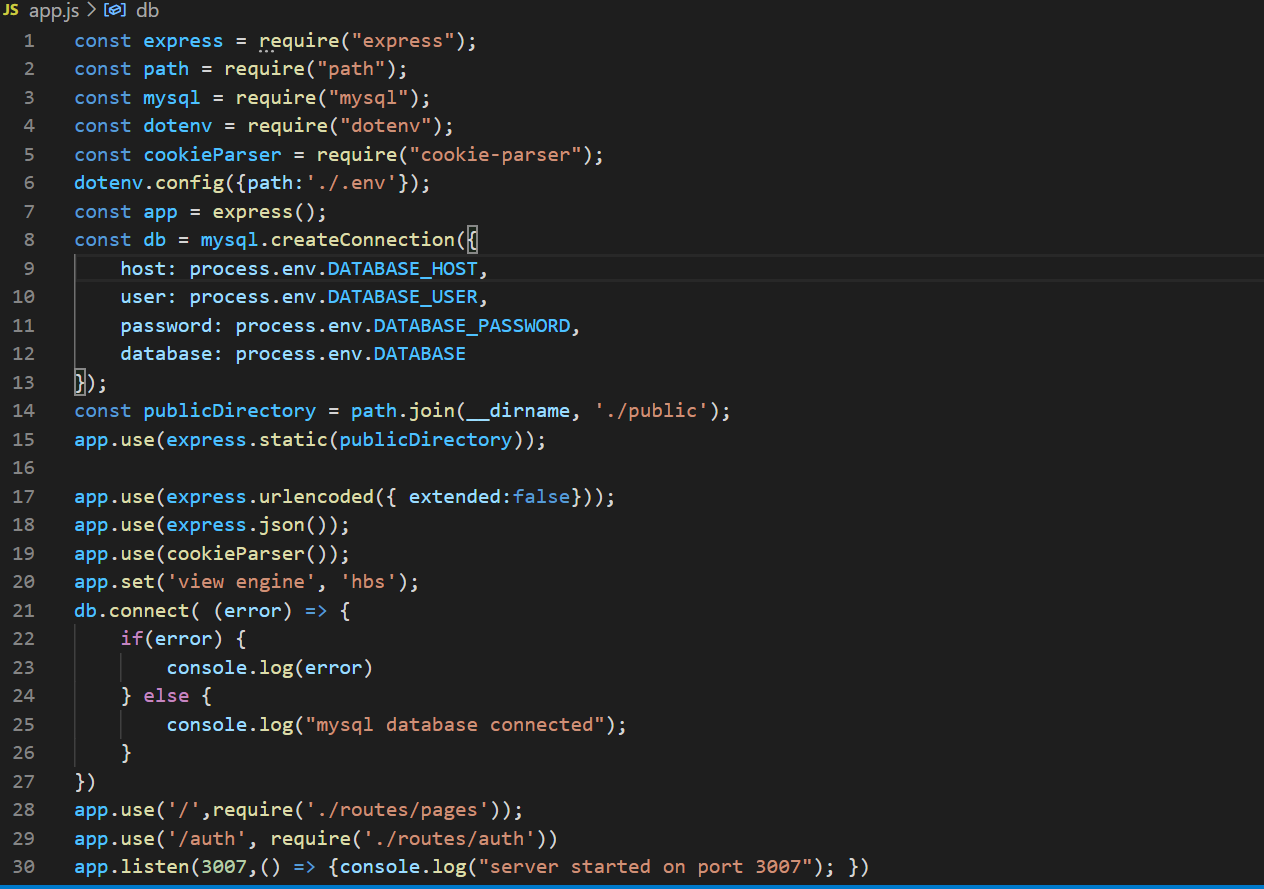 JS app.js > db
1 const express = require("express");
2 const path = require("path");
3 const mysql = require("mysql");
4 const dotenv = require("dotenv");
5 const cookieParser = require("cookie-parser");
6 dotenv.config({path:'./.env'});
7 const app = express();
8 const db = mysql.createConnection({
9     host: process.env.DATABASE_HOST,
10     user: process.env.DATABASE_USER,
11     password: process.env.DATABASE_PASSWORD,
12     database: process.env.DATABASE
13 });
14 const publicDirectory = path.join(__dirname, './public');
15 app.use(express.static(publicDirectory));
16
17 app.use(express.urlencoded({ extended:false}));
18 app.use(express.json());
19 app.use(cookieParser());
20 app.set('view engine', 'hbs');
21 db.connect( (error) => {
22     if(error) {
23         console.log(error)
24     } else {
25         console.log("mysql database connected");
26     }
27 })
28 app.use('/',require('./routes/pages'));
29 app.use('/auth', require('./routes/auth'))
30 app.listen(3007,() => {console.log("server started on port 3007"); })